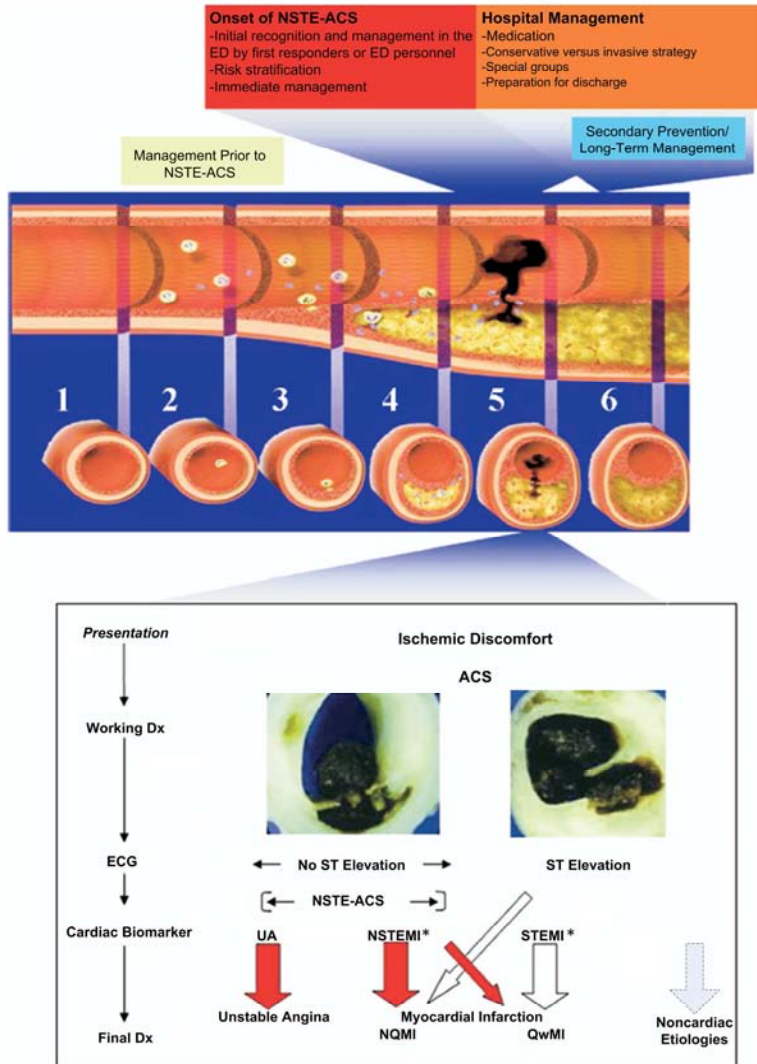 Onset of NSTE-ACS
-Initial recognition and management in the
ED by first responders or ED personnel
-Risk stratification
-Immediate management
Hospital Management
-Medication
-Conservative versus invasive strategy
-Special groups
-Preparation for discharge
Secondary Prevention/
Long-Term Management
Management Prior to
NSTE-ACS
1
2
3
4
5
6
Presentation
Ischemic Discomfort
ACS
Working Dx
ECG
No ST Elevation
ST Elevation
NSTE-ACS
Cardiac Biomarker
UA
NSTEMI*
STEMI*
Unstable Angina
Myocardial Infarction
Noncardiac
Etiologies
Final Dx
NQMI
QwMI